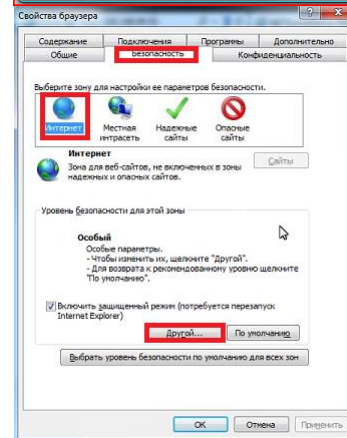 Свойства браузера
Содержание Подключения Программы Дополнительно
Общие Безопасность Конфиденциальность
Выберите зону для настройки ее параметров безопасности.
Интернет Местная интрасеть Надежные сайты Опасные сайты
Интернет
Зона для веб-сайтов, не включенных в зоны надежных и опасных сайтов.
Сайты
Уровень безопасности для этой зоны
Особый
Особые параметры.
- Чтобы изменить их, щелкните "Другой".
- Для возврата к рекомендованному уровню щелкните
"По умолчанию".
Включить защищенный режим (потребуется перезапуск
Internet Explorer)
Другой... По умолчанию
Выбрать уровень безопасности по умолчанию для всех зон
ОК Отмена Применить